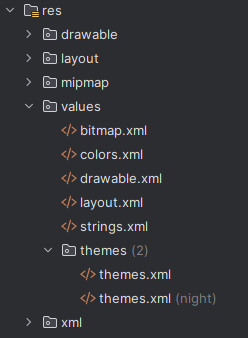 res
drawable
layout
mipmap
values
bitmap.xml
colors.xml
drawable.xml
layout.xml
strings.xml
themes (2)
themes.xml
themes.xml (night)
xml